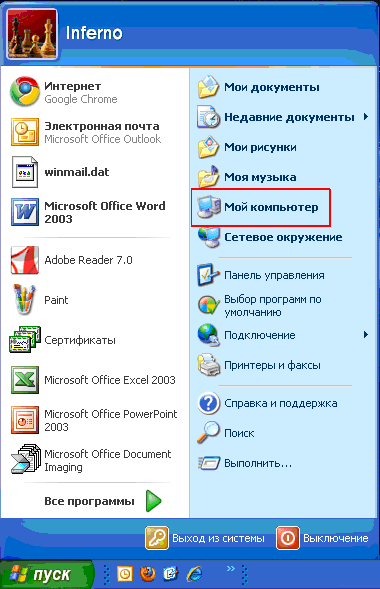 Inferno
Интернет
Google Chrome
Электронная почта
Microsoft Office Outlook
winmail.dat
Microsoft Office Word
2003
Adobe Reader 7.0
Paint
Сертификаты
Microsoft Office Excel 2003
Microsoft Office PowerPoint
2003
Microsoft Office Document
Imaging
Все программы
Мои документы
Недавние документы
Мои рисунки
Моя музыка
Мой компьютер
Сетевое окружение
Панель управления
Выбор программ по
умолчанию
Подключение
Принтеры и факсы
Справка и поддержка
Поиск
Выполнить...
Выход из системы
Выключение
пуск